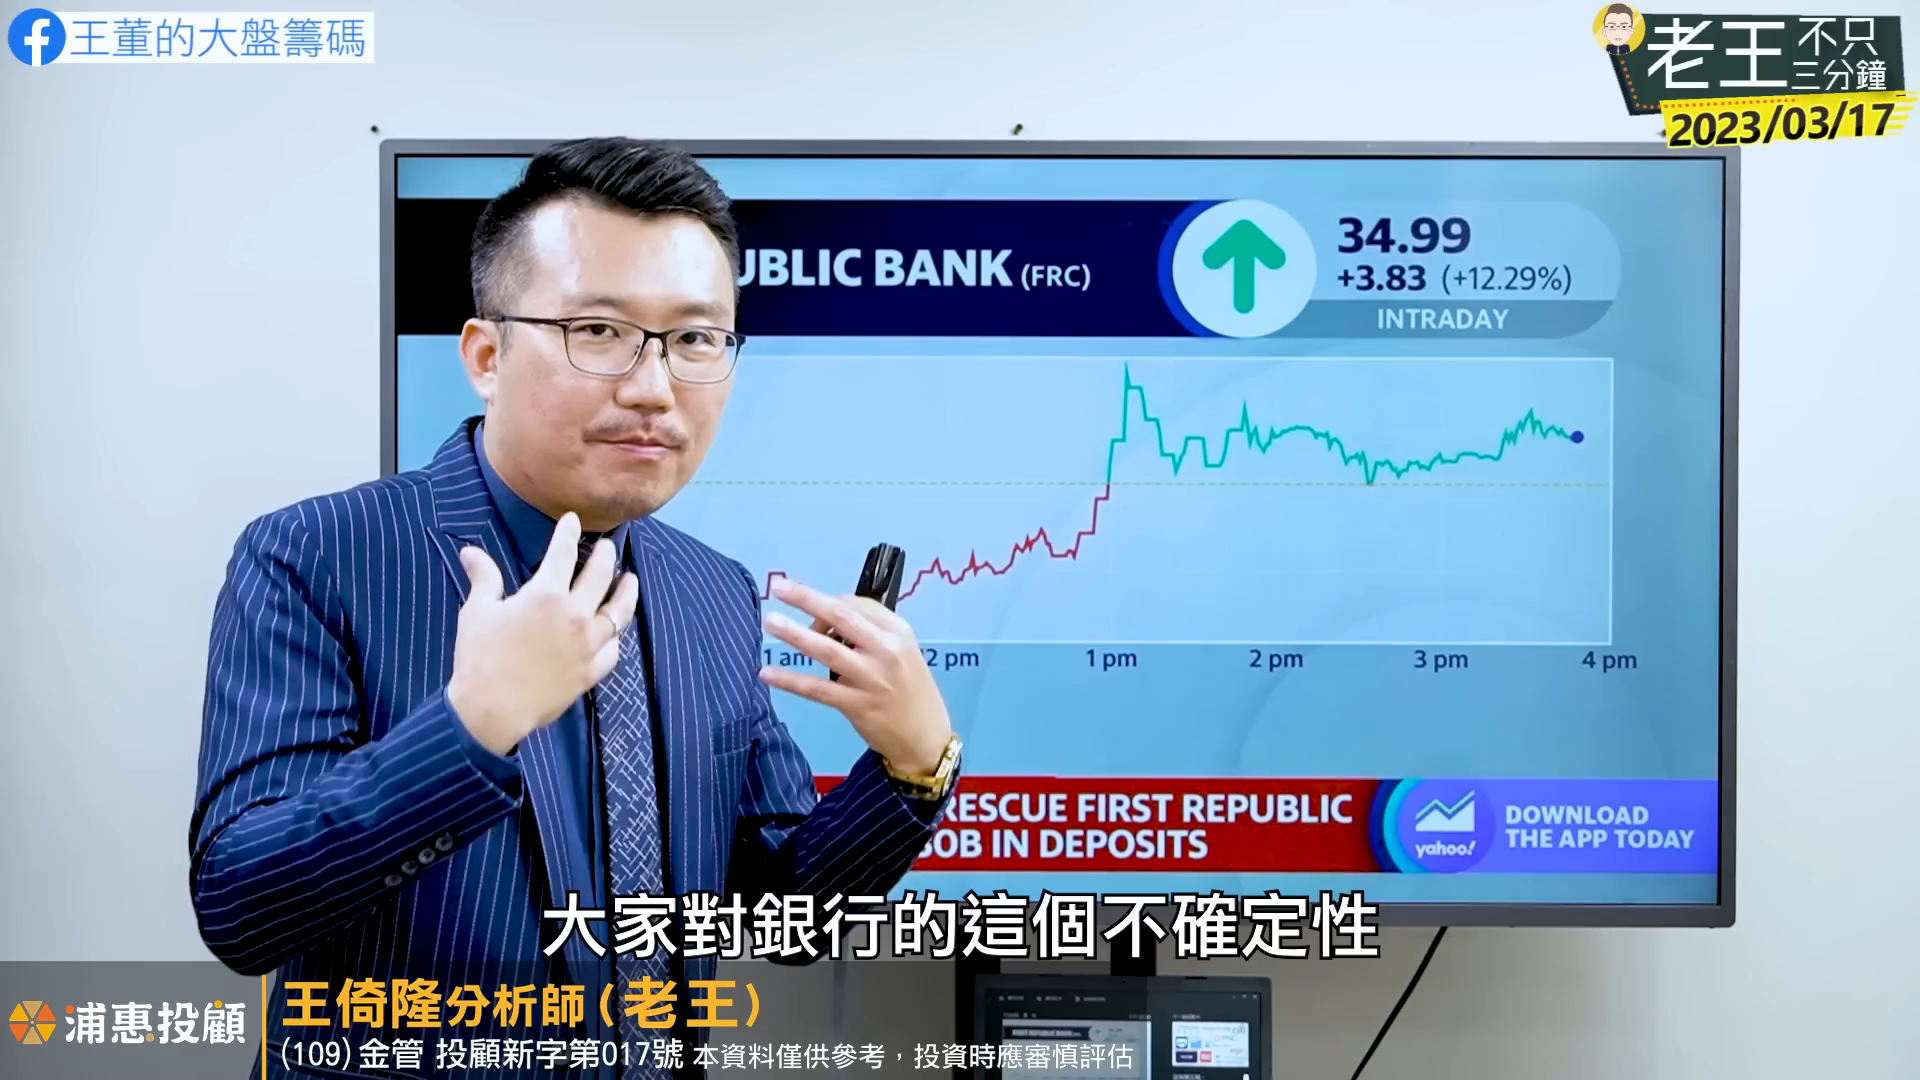 王董的大盤籌碼
老王 不只
三分鐘
2023/03/17
UBLIC BANK (FRC)
34.99
+3.83 (+12.29%)
INTRADAY
1 am
2 pm
1 pm
2 pm
3 pm
4 pm
RESCUE FIRST REPUBLIC
30B IN DEPOSITS
yahoo!
DOWNLOAD
THE APP TODAY
大家對銀行的這個不確定性
浦惠投顧
王倚隆分析師(老王)
(109) 金管 投顧新字第017號 本資料僅供參考，投資時應審慎評估